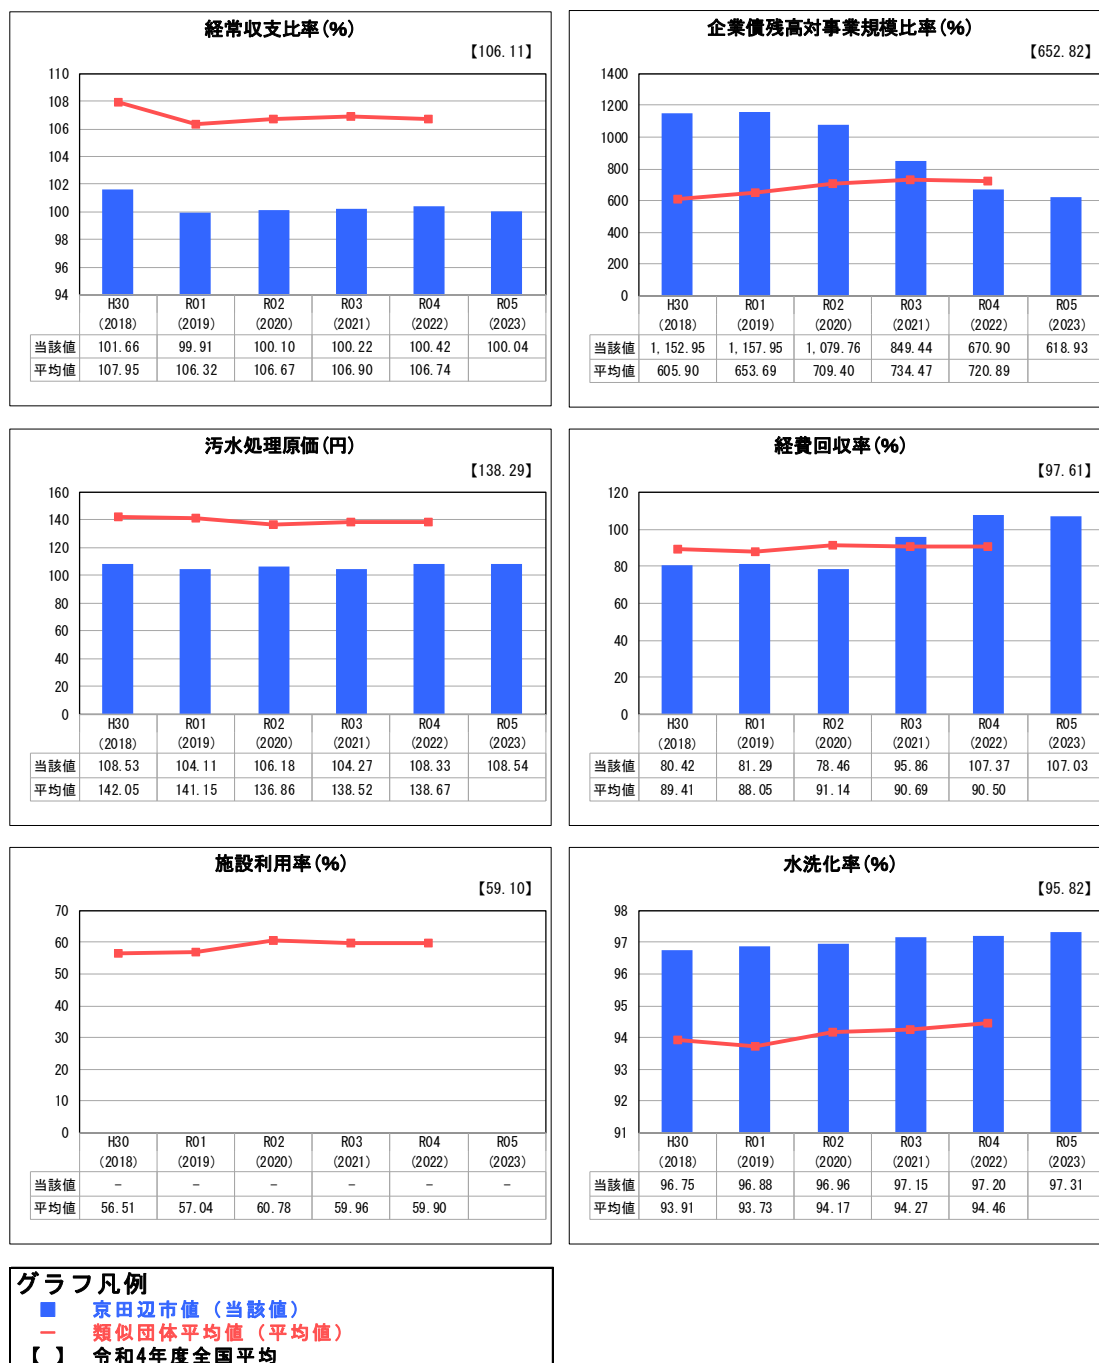 経常収支比率(%)
【106.11】
110
108
106
104
102
100
98
96
94
H30 R01 R02 R03 R04 R05
(2018) (2019) (2020) (2021) (2022) (2023)
当該値 101.66 99.91 100.10 100.22 100.42 100.04
平均値 107.95 106.32 106.67 106.90 106.74
企業債残高対事業規模比率(%)
【652.82】
1400
1200
1000
800
600
400
200
0
H30 R01 R02 R03 R04 R05
(2018) (2019) (2020) (2021) (2022) (2023)
当該値 1,152.95 1,157.95 1,079.76 849.44 670.90 618.93
平均値 605.90 653.69 709.40 734.47 720.89
汚水処理原価(円)
【138.29】
160
140
120
100
80
60
40
20
0
H30 R01 R02 R03 R04 R05
(2018) (2019) (2020) (2021) (2022) (2023)
当該値 108.53 104.11 106.18 104.27 108.33 108.54
平均値 142.05 141.15 136.86 138.52 138.67
経費回収率(%)
【97.61】
120
100
80
60
40
20
0
H30 R01 R02 R03 R04 R05
(2018) (2019) (2020) (2021) (2022) (2023)
当該値 80.42 81.29 78.46 95.86 107.37 107.03
平均値 89.41 88.05 91.14 90.69 90.50
施設利用率(%)
【59.10】
70
60
50
40
30
20
10
0
H30 R01 R02 R03 R04 R05
(2018) (2019) (2020) (2021) (2022) (2023)
当該値 － － － － － －
平均値 56.51 57.04 60.78 59.96 59.90
水洗化率(%)
【95.82】
98
97
96
95
94
93
92
91
H30 R01 R02 R03 R04 R05
(2018) (2019) (2020) (2021) (2022) (2023)
当該値 96.75 96.88 96.96 97.15 97.20 97.31
平均値 93.91 93.73 94.17 94.27 94.46
グラフ凡例
■ 京田辺市値（当該値）
－ 類似団体平均値（平均値）
【 】 令和4年度全国平均